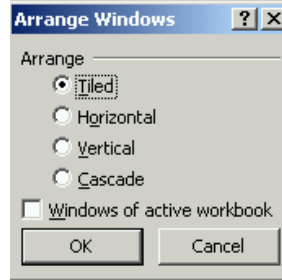 Arrange Windows ? X
Arrange
Tiled
Horizontal
Vertical
Cascade
Windows of active workbook
OK Cancel